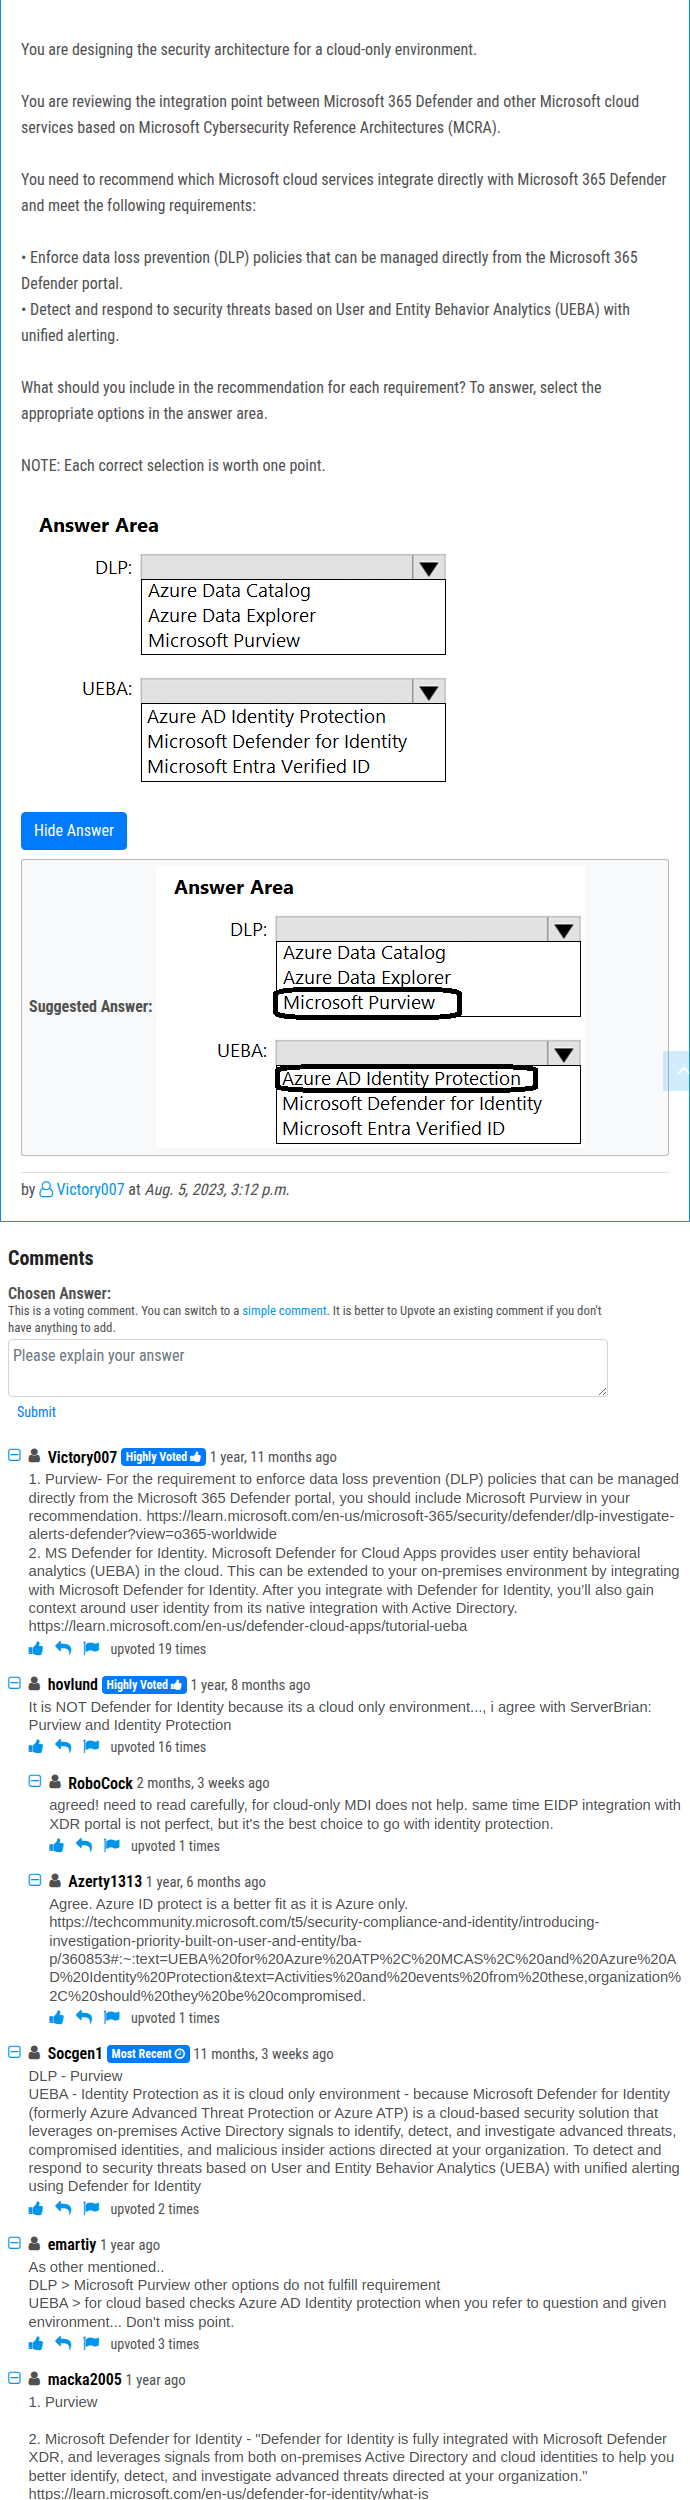 You are designing the security architecture for a cloud-only environment.
You are reviewing the integration point between Microsoft 365 Defender and other Microsoft cloud
services based on Microsoft Cybersecurity Reference Architectures (MCRA).
You need to recommend which Microsoft cloud services integrate directly with Microsoft 365 Defender
and meet the following requirements:
• Enforce data loss prevention (DLP) policies that can be managed directly from the Microsoft 365
Defender portal.
• Detect and respond to security threats based on User and Entity Behavior Analytics (UEBA) with
unified alerting.
What should you include in the recommendation for each requirement? To answer, select the
appropriate options in the answer area.
NOTE: Each correct selection is worth one point.
Answer Area
DLP:
Azure Data Catalog
Azure Data Explorer
Microsoft Purview
UEBA:
Azure AD Identity Protection
Microsoft Defender for Identity
Microsoft Entra Verified ID
Hide Answer
Suggested Answer:
Answer Area
DLP:
Azure Data Catalog
Azure Data Explorer
Microsoft Purview
UEBA:
Azure AD Identity Protection
Microsoft Defender for Identity
Microsoft Entra Verified ID
by Victory007 at Aug. 5, 2023, 3:12 p.m.
Comments
Chosen Answer:
This is a voting comment. You can switch to a simple comment. It is better to Upvote an existing comment if you don't
have anything to add.
Please explain your answer
Submit
Victory007 Highly Voted 1 year, 11 months ago
1. Purview- For the requirement to enforce data loss prevention (DLP) policies that can be managed
directly from the Microsoft 365 Defender portal, you should include Microsoft Purview in your
recommendation. https://learn.microsoft.com/en-us/microsoft-365/security/defender/dlp-investigate-
alerts-defender?view=o365-worldwide
2. MS Defender for Identity. Microsoft Defender for Cloud Apps provides user entity behavioral
analytics (UEBA) in the cloud. This can be extended to your on-premises environment by integrating
with Microsoft Defender for Identity. After you integrate with Defender for Identity, you'll also gain
context around user identity from its native integration with Active Directory.
https://learn.microsoft.com/en-us/defender-cloud-apps/tutorial-ueba
upvoted 19 times
hovlund Highly Voted 1 year, 8 months ago
It is NOT Defender for Identity because its a cloud only environment..., i agree with ServerBrian:
Purview and Identity Protection
upvoted 16 times
RoboCock 2 months, 3 weeks ago
agreed! need to read carefully, for cloud-only MDI does not help. same time EIDP integration with
XDR portal is not perfect, but it's the best choice to go with identity protection.
upvoted 1 times
Azerty1313 1 year, 6 months ago
Agree. Azure ID protect is a better fit as it is Azure only.
https://techcommunity.microsoft.com/t5/security-compliance-and-identity/introducing-
investigation-priority-built-on-user-and-entity/ba-
p/360853#:~:text=UEBA%20for%20Azure%20ATP%2C%20MCAS%2C%20and%20Azure%20A
D%20Identity%20Protection&text=Activities%20and%20events%20from%20these,organization%
2C%20should%20they%20be%20compromised.
upvoted 1 times
Socgen1 Most Recent 11 months, 3 weeks ago
DLP - Purview
UEBA - Identity Protection as it is cloud only environment - because Microsoft Defender for Identity
(formerly Azure Advanced Threat Protection or Azure ATP) is a cloud-based security solution that
leverages on-premises Active Directory signals to identify, detect, and investigate advanced threats,
compromised identities, and malicious insider actions directed at your organization. To detect and
respond to security threats based on User and Entity Behavior Analytics (UEBA) with unified alerting
using Defender for Identity
upvoted 2 times
emartiy 1 year ago
As other mentioned..
DLP > Microsoft Purview other options do not fulfill requirement
UEBA > for cloud based checks Azure AD Identity protection when you refer to question and given
environment... Don't miss point.
upvoted 3 times
macka2005 1 year ago
1. Purview
2. Microsoft Defender for Identity - "Defender for Identity is fully integrated with Microsoft Defender
XDR, and leverages signals from both on-premises Active Directory and cloud identities to help you
better identify, detect, and investigate advanced threats directed at your organization."
https://learn.microsoft.com/en-us/defender-for-identity/what-is